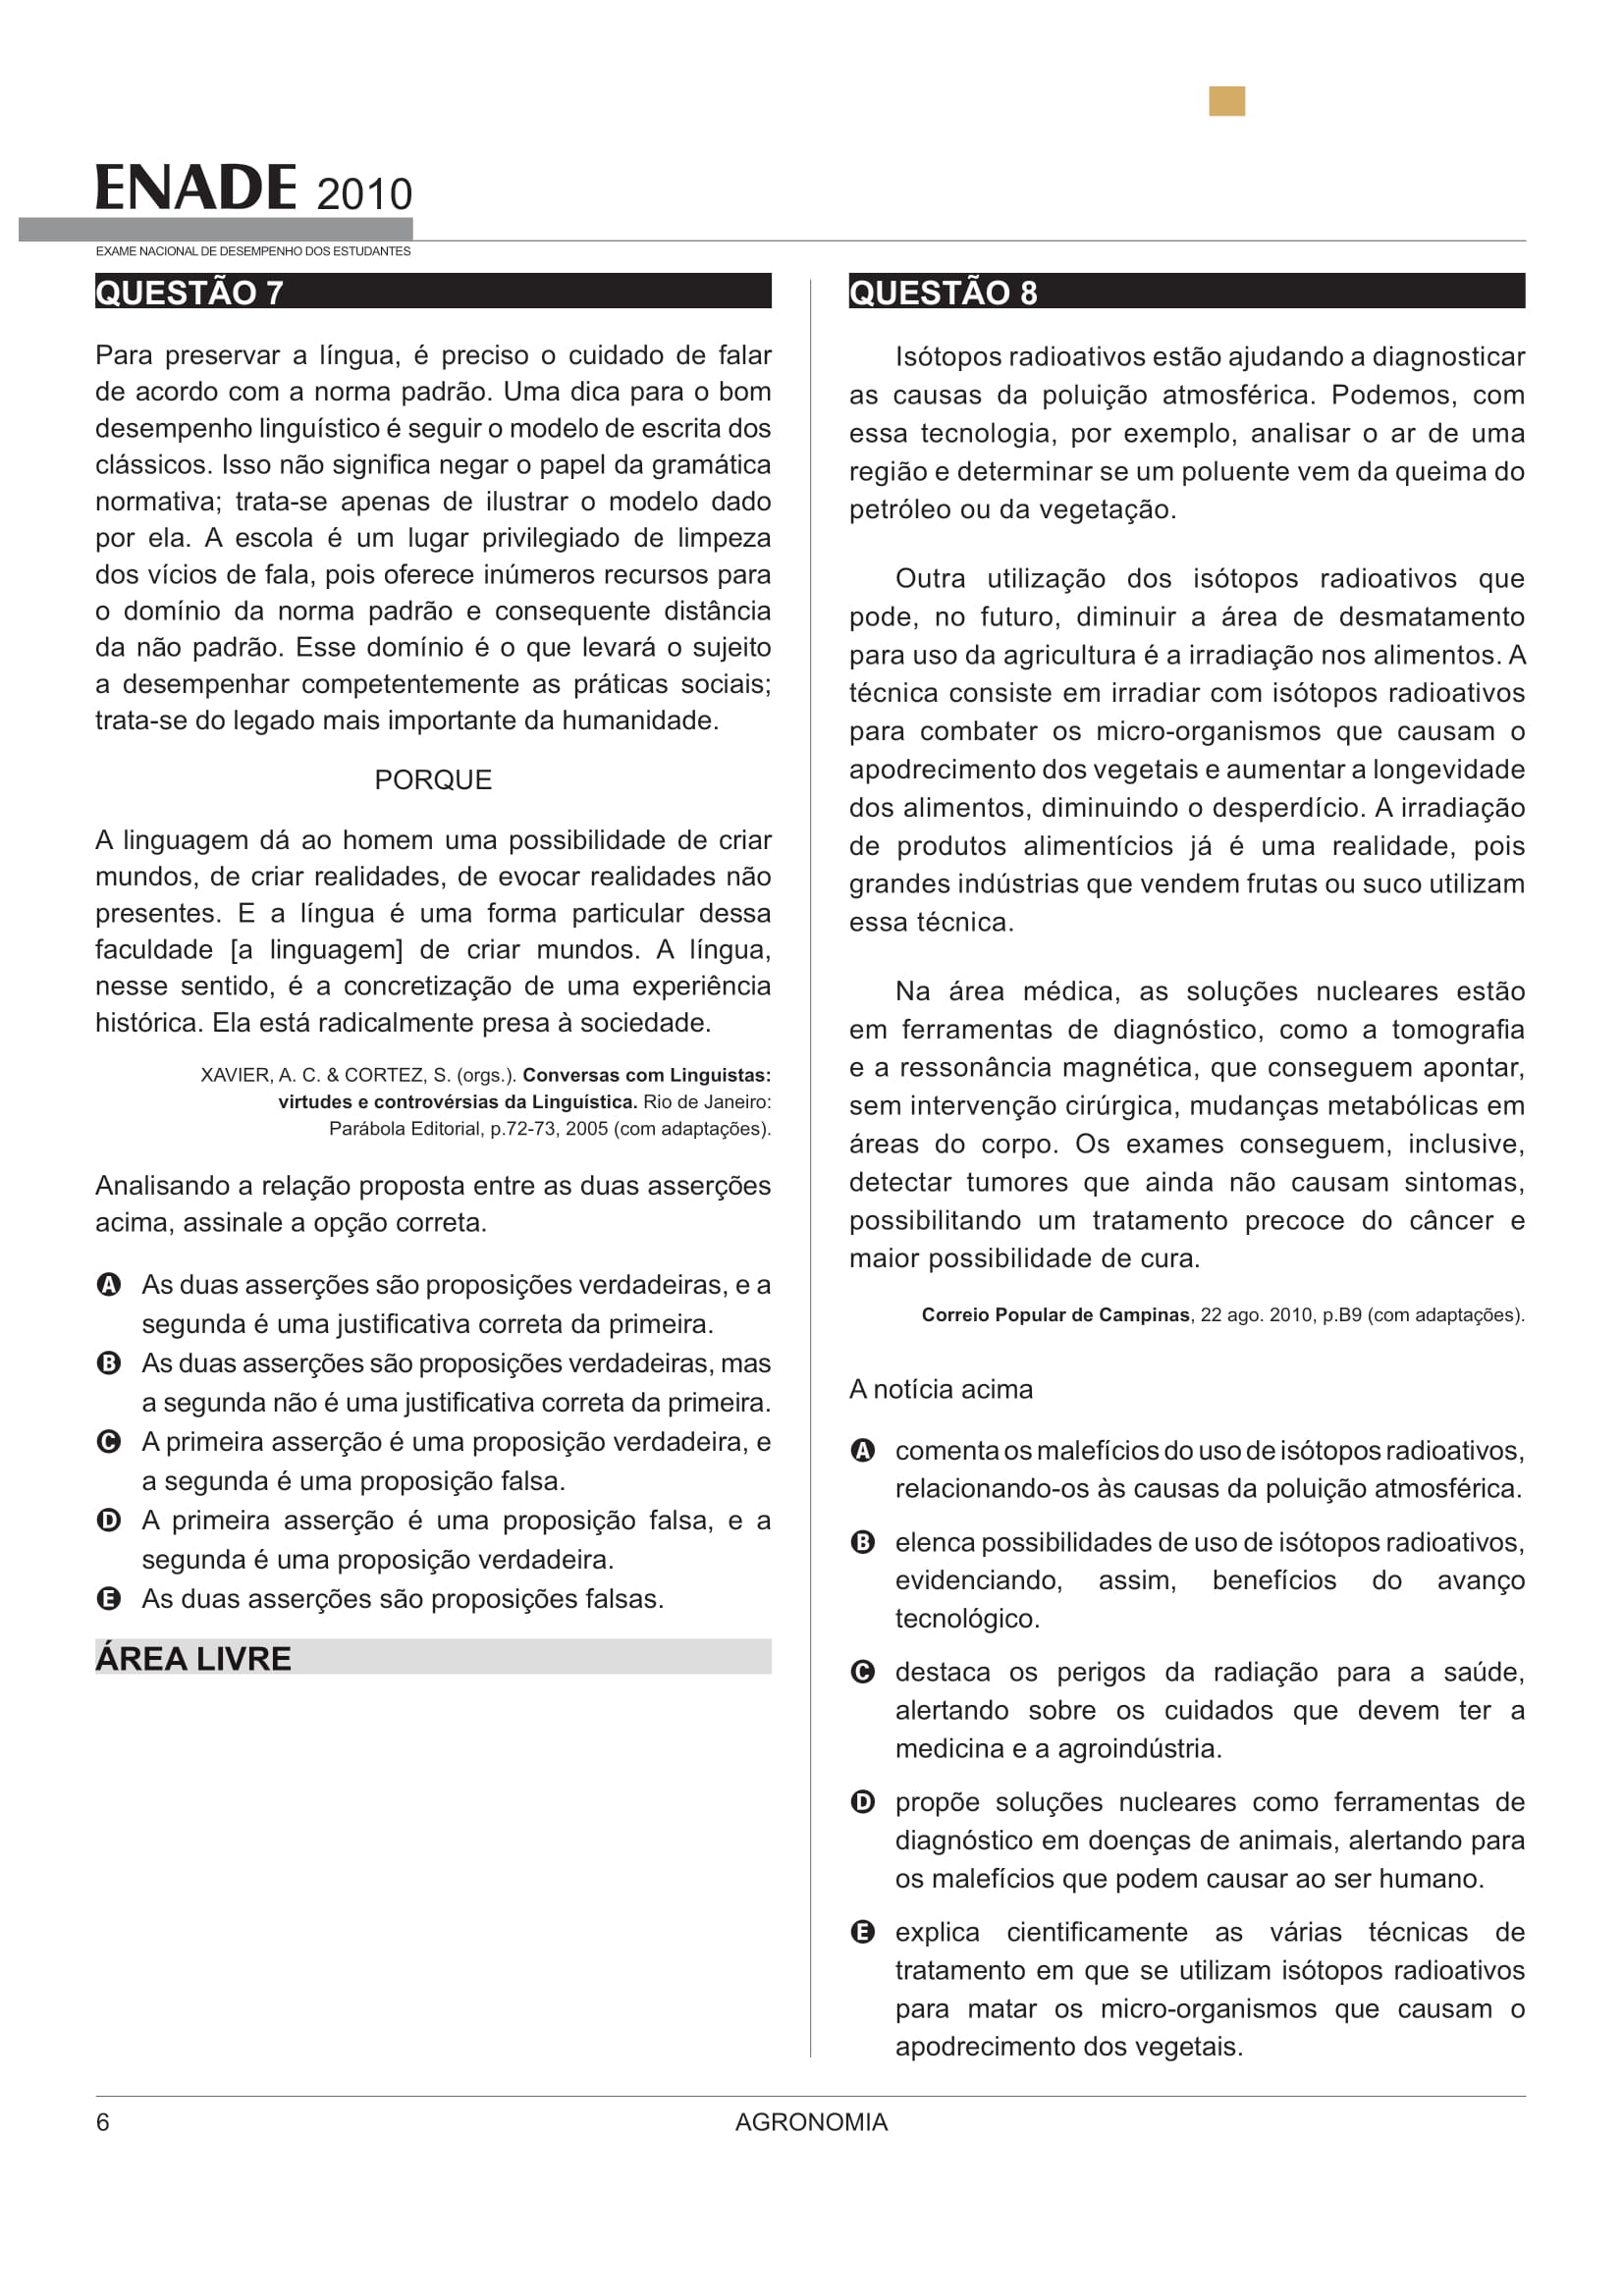 ENADE 2010
EXAME NACIONAL DE DESEMPENHO DOS ESTUDANTES
QUESTÃO 7
Para preservar a língua, é preciso o cuidado de falar
de acordo com a norma padrão. Uma dica para o bom
desempenho linguístico é seguir o modelo de escrita dos
clássicos. Isso não significa negar o papel da gramática
normativa; trata-se apenas de ilustrar o modelo dado
por ela. A escola é um lugar privilegiado de limpeza
dos vícios de fala, pois oferece inúmeros recursos para
o domínio da norma padrão e consequente distância
da não padrão. Esse domínio é o que levará o sujeito
a desempenhar competentemente as práticas sociais;
trata-se do legado mais importante da humanidade.
PORQUE
A linguagem dá ao homem uma possibilidade de criar
mundos, de criar realidades, de evocar realidades não
presentes. E a língua é uma forma particular dessa
faculdade [a linguagem] de criar mundos. A língua,
nesse sentido, é a concretização de uma experiência
histórica. Ela está radicalmente presa à sociedade.
XAVIER, A. C. & CORTEZ, S. (orgs.). Conversas com Linguistas:
virtudes e controvérsias da Linguística. Rio de Janeiro:
Parábola Editorial, p.72-73, 2005 (com adaptações).
Analisando a relação proposta entre as duas asserções
acima, assinale a opção correta.
A As duas asserções são proposições verdadeiras, e a
segunda é uma justificativa correta da primeira.
B As duas asserções são proposições verdadeiras, mas
a segunda não é uma justificativa correta da primeira.
C A primeira asserção é uma proposição verdadeira, e
a segunda é uma proposição falsa.
D A primeira asserção é uma proposição falsa, e a
segunda é uma proposição verdadeira.
E As duas asserções são proposições falsas.
ÁREA LIVRE
QUESTÃO 8
Isótopos radioativos estão ajudando a diagnosticar
as causas da poluição atmosférica. Podemos, com
essa tecnologia, por exemplo, analisar o ar de uma
região e determinar se um poluente vem da queima do
petróleo ou da vegetação.
Outra utilização dos isótopos radioativos que
pode, no futuro, diminuir a área de desmatamento
para uso da agricultura é a irradiação nos alimentos. A
técnica consiste em irradiar com isótopos radioativos
para combater os micro-organismos que causam o
apodrecimento dos vegetais e aumentar a longevidade
dos alimentos, diminuindo o desperdício. A irradiação
de produtos alimentícios já é uma realidade, pois
grandes indústrias que vendem frutas ou suco utilizam
essa técnica.
Na área médica, as soluções nucleares estão
em ferramentas de diagnóstico, como a tomografia
e a ressonância magnética, que conseguem apontar,
sem intervenção cirúrgica, mudanças metabólicas em
áreas do corpo. Os exames conseguem, inclusive,
detectar tumores que ainda não causam sintomas,
possibilitando um tratamento precoce do câncer e
maior possibilidade de cura.
Correio Popular de Campinas, 22 ago. 2010, p.B9 (com adaptações).
A notícia acima
A comenta os malefícios do uso de isótopos radioativos,
relacionando-os às causas da poluição atmosférica.
B elenca possibilidades de uso de isótopos radioativos,
evidenciando, assim, benefícios do avanço
tecnológico.
C destaca os perigos da radiação para a saúde,
alertando sobre os cuidados que devem ter a
medicina e a agroindústria.
D propõe soluções nucleares como ferramentas de
diagnóstico em doenças de animais, alertando para
os malefícios que podem causar ao ser humano.
E explica cientificamente as várias técnicas de
tratamento em que se utilizam isótopos radioativos
para matar os micro-organismos que causam o
apodrecimento dos vegetais.
6
AGRONOMIA